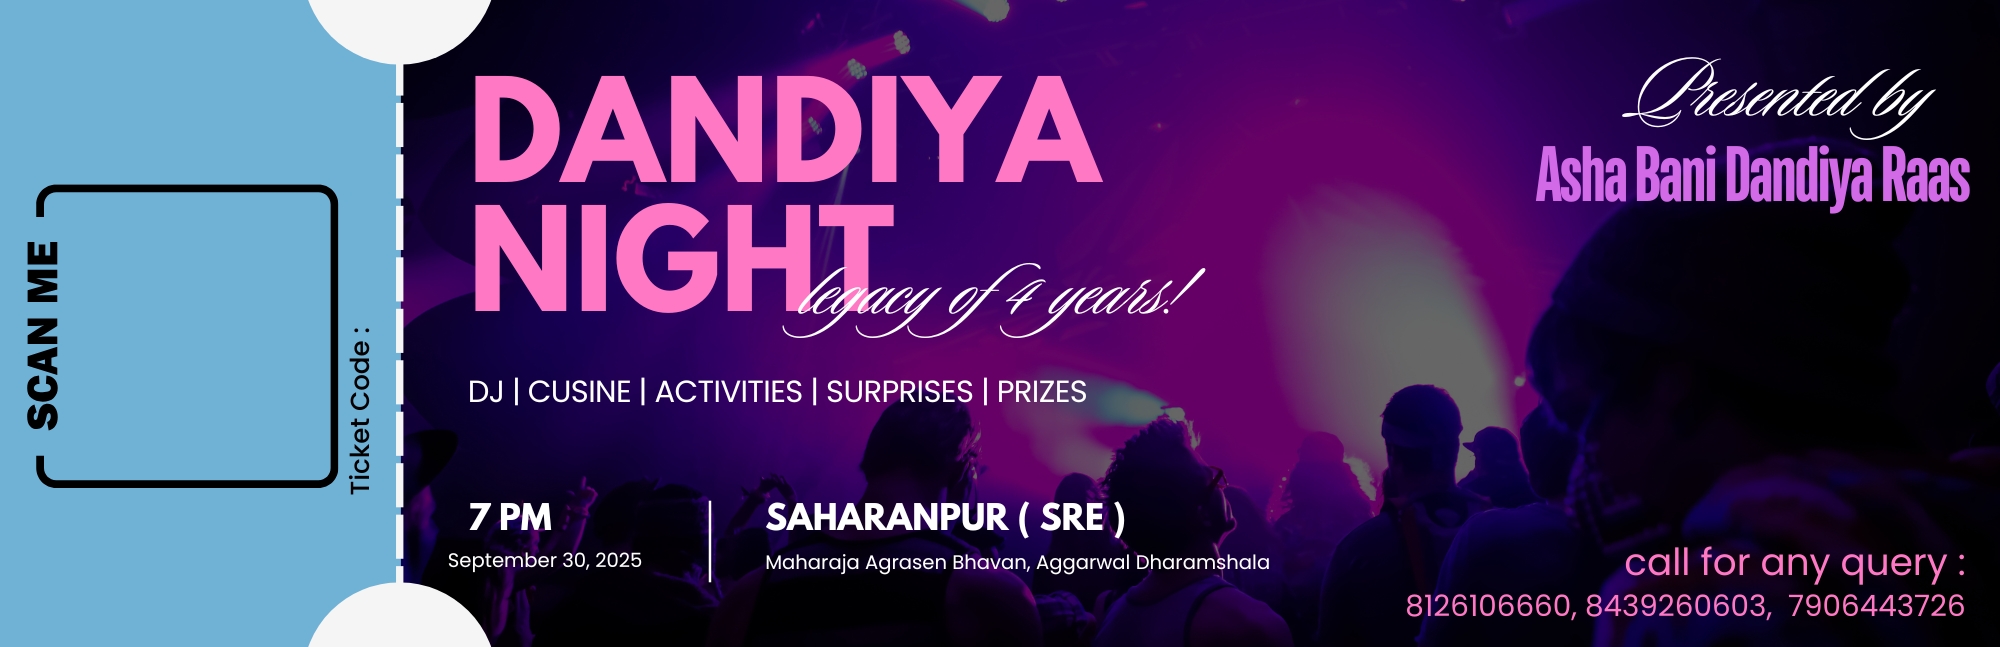 SCAN ME
Ticket Code :
DANDIYA
NIGHT
legacy of 4 years!
DJ | CUSINE | ACTIVITIES | SURPRISES | PRIZES
7 PM
September 30, 2025
SAHARANPUR ( SRE )
Maharaja Agrasen Bhavan, Aggarwal Dharamshala
Presented by
Asha Bani Dandiya Raas
call for any query :
8126106660, 8439260603, 7906443726